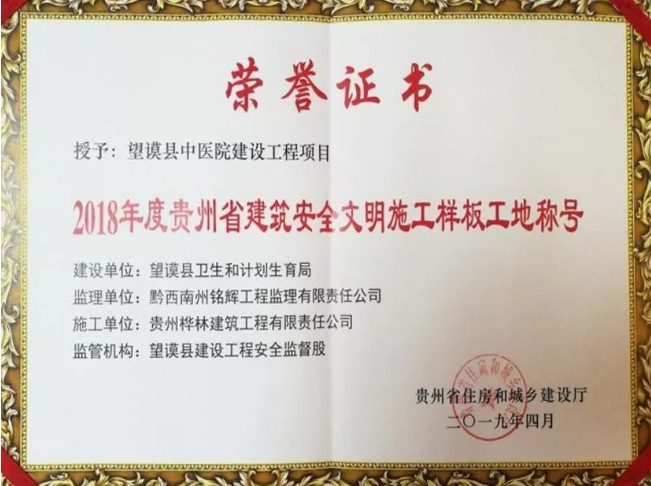 荣誉证书
授予：望谟县中医院建设工程项目
2018年度贵州省建筑安全文明施工样板工地称号
建设单位：望谟县卫生和计划生育局
监理单位：黔西南州铭辉工程监理有限责任公司
施工单位：贵州桦林建筑工程有限责任公司
监管机构：望谟县建设工程安全监督股
贵州省住房和城乡建设厅
二〇一九年四月